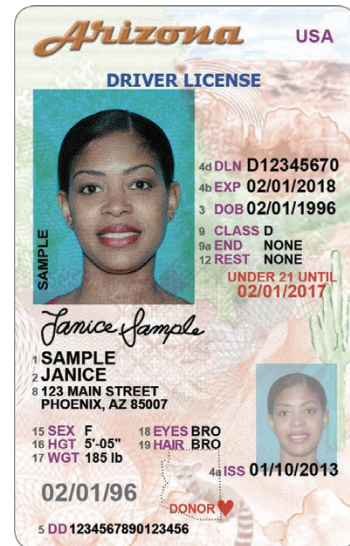 Arizona USA
DRIVER LICENSE
4d DLN D12345670
4b EXP 02/01/2018
3 DOB 02/01/1996
9 CLASS D
9a END NONE
12 REST NONE
UNDER 21 UNTIL
02/01/2017
SAMPLE
Janice Sample
1 SAMPLE
2 JANICE
8 123 MAIN STREET
PHOENIX, AZ 85007
15 SEX F 18 EYES BRO
16 HGT 5'-05" 19 HAIR BRO
17 WGT 185 lb
4a ISS 01/10/2013
02/01/96
DONOR
5 DD 1234567890123456